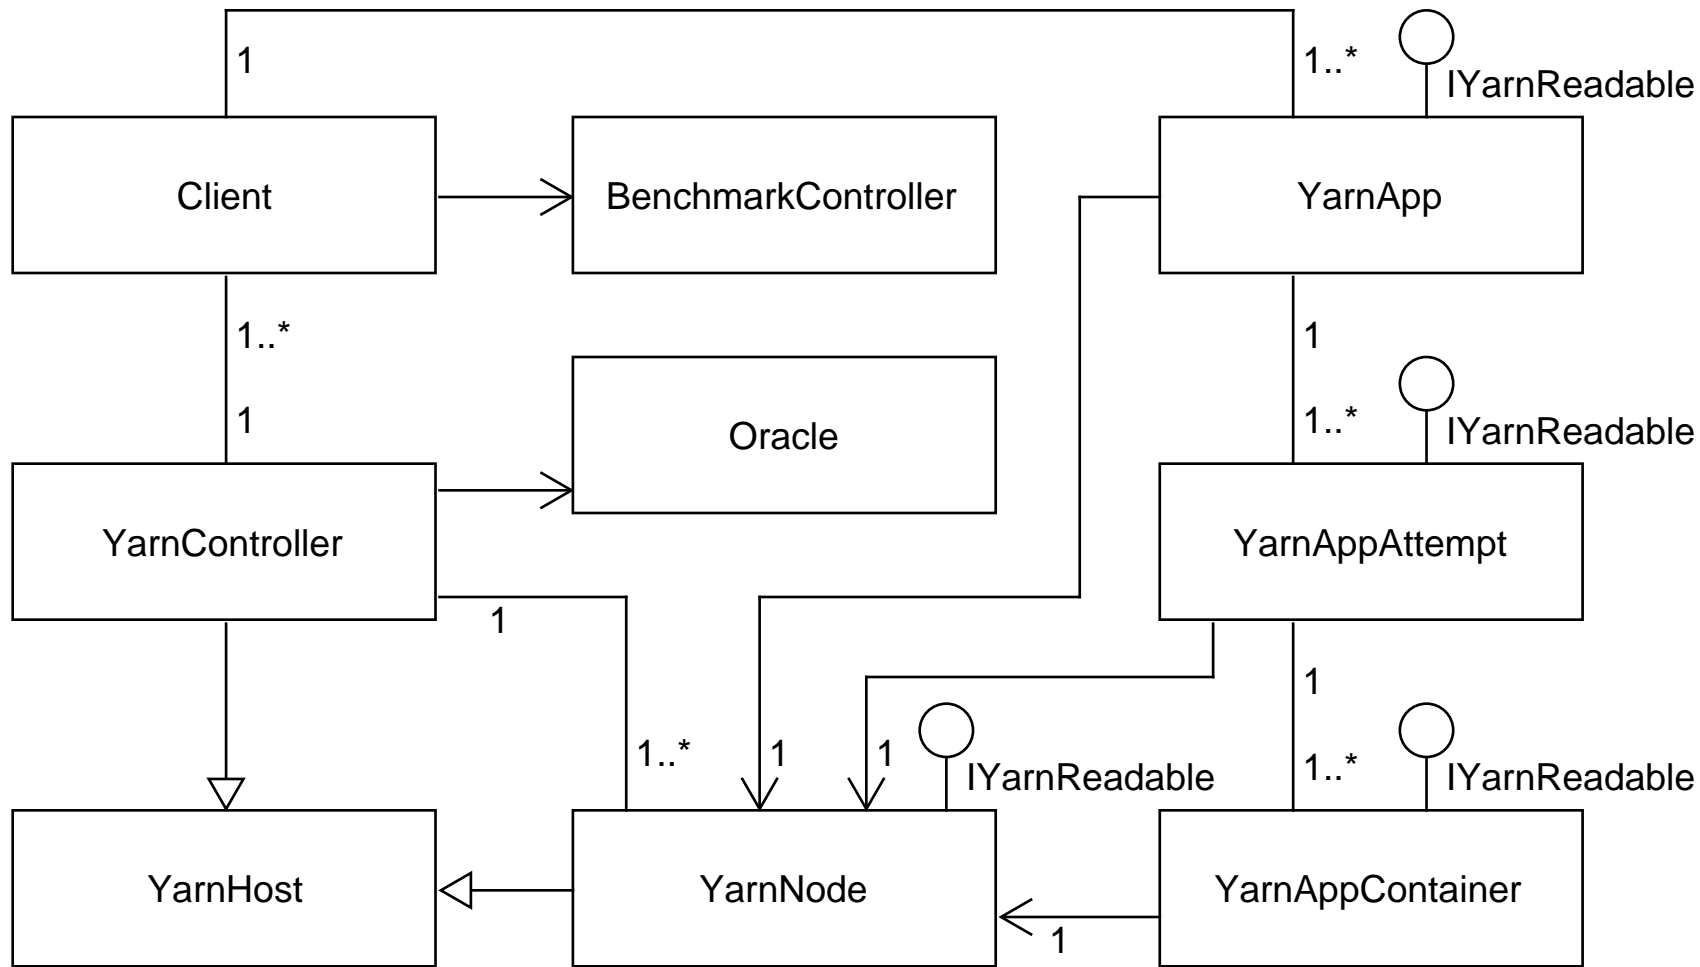 1
1..*
IYarnReadable
Client
BenchmarkController
YarnApp
1..*
1
1
1..*
IYarnReadable
Oracle
YarnController
YarnAppAttempt
1
1
1..*
1
1
IYarnReadable
1..*
IYarnReadable
YarnHost
YarnNode
YarnAppContainer
1